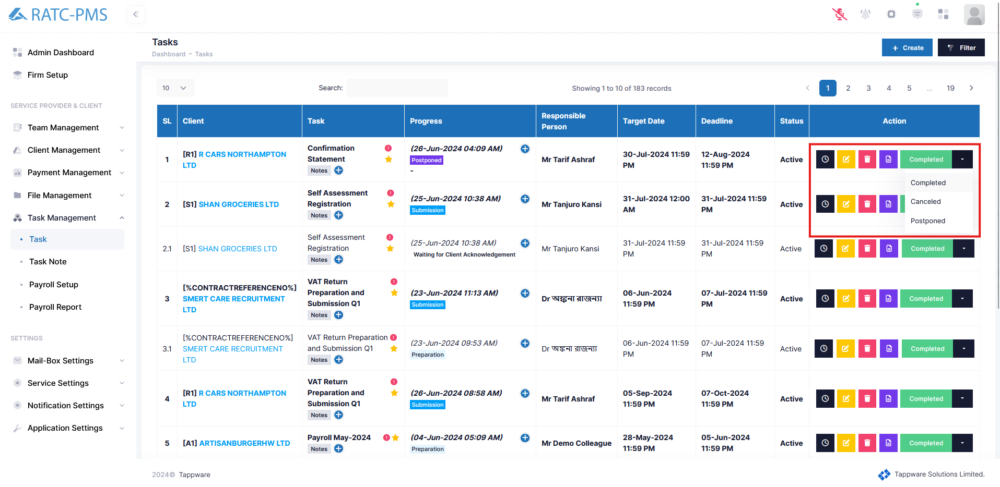 RATC-PMS
Admin Dashboard
Firm Setup
SERVICE PROVIDER & CLIENT
Team Management
Client Management
Payment Management
File Management
Task Management
Task
Task Note
Payroll Setup
Payroll Report
SETTINGS
Mail-Box Settings
Service Settings
Notification Settings
Application Settings
Tasks
Dashboard - Tasks
+ Create
Filter
10
Search:
Showing 1 to 10 of 183 records
1 2 3 4 5 ... 19
SL Client Task Progress Responsible Person Target Date Deadline Status Action
1
[R1] R CARS NORTHAMPTON
LTD
Confirmation
Statement
Notes
(26-Jun-2024 04:09 AM)
Postponed
-
Mr Tarif Ashraf
30-Jul-2024 11:59
PM
12-Aug-2024
11:59 PM
Active
Completed
Completed
Canceled
Postponed
2
[S1] SHAN GROCERIES LTD
Self Assessment
Registration
Notes
(25-Jun-2024 10:38 AM)
Submission
Mr Tanjuro Kansi
31-Jul-2024 12:00
AM
31-Jul-2024 11:59
PM
Active
2.1
[S1] SHAN GROCERIES LTD
Self Assessment
Registration
Notes
(25-Jun-2024 10:38 AM)
Waiting for Client Acknowledgement
Mr Tanjuro Kansi
31-Jul-2024 11:59
PM
31-Jul-2024 11:59
PM
Active
Completed
3
[%CONTRACTREFERENCENO%]
SMERT CARE RECRUITMENT
LTD
VAT Return
Preparation and
Submission Q1
Notes
(23-Jun-2024 11:13 AM)
Submission
Dr অঙ্কনা রাজন্যা
06-Jun-2024
11:59 PM
07-Jul-2024 11:59
PM
Active
Completed
3.1
[%CONTRACTREFERENCENO%]
SMERT CARE RECRUITMENT
LTD
VAT Return Preparation
and Submission Q1
Notes
(23-Jun-2024 09:53 AM)
Preparation
Dr অঙ্কনা রাজন্যা
06-Jun-2024 11:59
PM
07-Jul-2024 11:59
PM
Active
Completed
4
[R1] R CARS NORTHAMPTON
LTD
VAT Return
Preparation and
Submission Q1
Notes
(26-Jun-2024 08:58 AM)
Submission
Mr Tarif Ashraf
05-Sep-2024
11:59 PM
07-Oct-2024
11:59 PM
Active
Completed
5
[A1] ARTISANBURGERHW LTD
Payroll May-2024
Notes
(04-Jun-2024 05:09 AM)
Preparation
Mr Demo Colleague
28-May-2024
11:59 PM
05-Jun-2024
11:59 PM
Active
Completed
2024© Tappware
Tappware Solutions Limited.